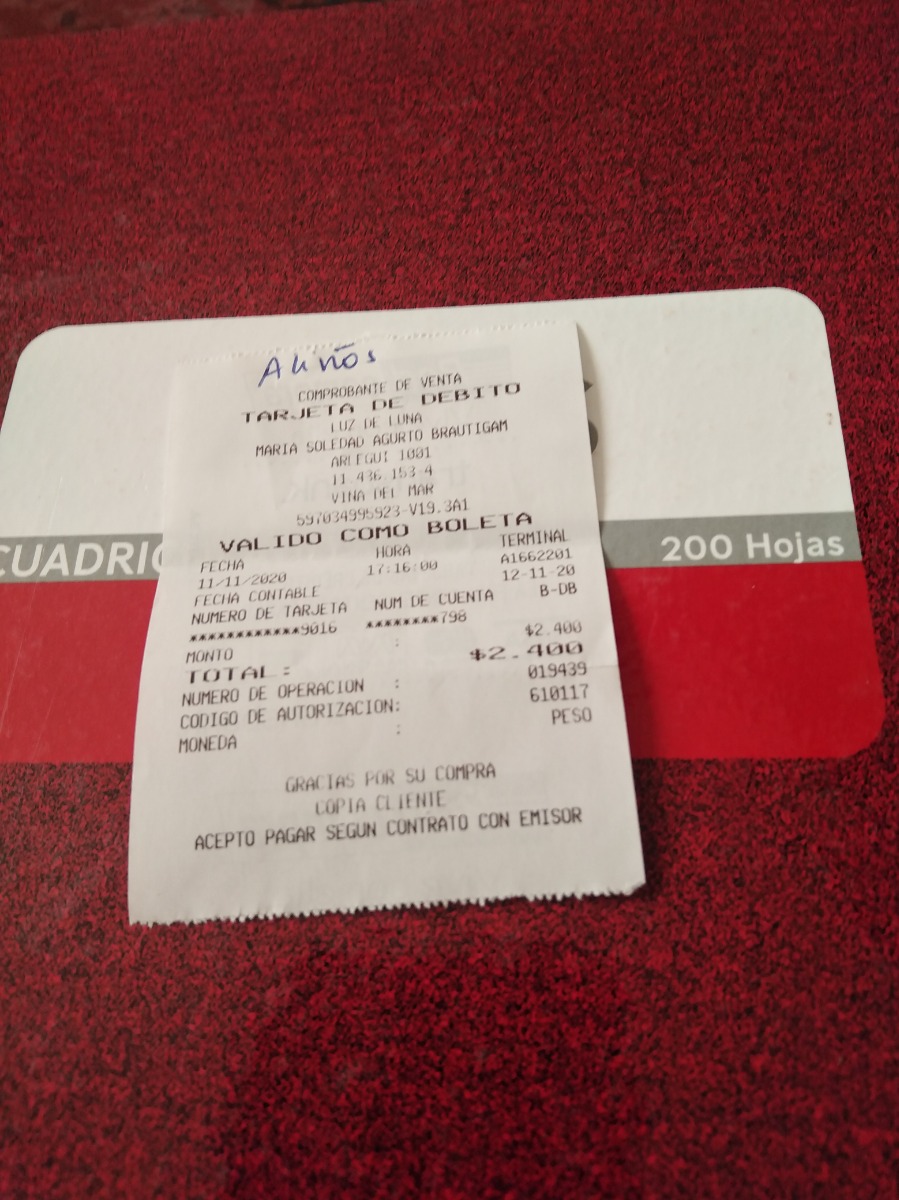 Aliños
COMPROBANTE DE VENTA
TARJETA DE DEBITO
LUZ DE LUNA
MARIA SOLEDAD AGURTO BRAUTIGAM
ARLEGUI 1001
11.436.153-4
VINA DEL MAR
597034995923-V19.3A1
VALIDO COMO BOLETA
FECHA HORA TERMINAL
11/11/2020 17:16:00 A1662201
FECHA CONTABLE 12-11-20
NUMERO DE TARJETA NUM DE CUENTA B-DB
************9016 ********798
MONTO : $2.400
TOTAL: $2.400
NUMERO DE OPERACION : 019439
CODIGO DE AUTORIZACION: 610117
MONEDA : PESO
GRACIAS POR SU COMPRA
COPIA CLIENTE
ACEPTO PAGAR SEGUN CONTRATO CON EMISOR
CUADRIC
200 Hojas